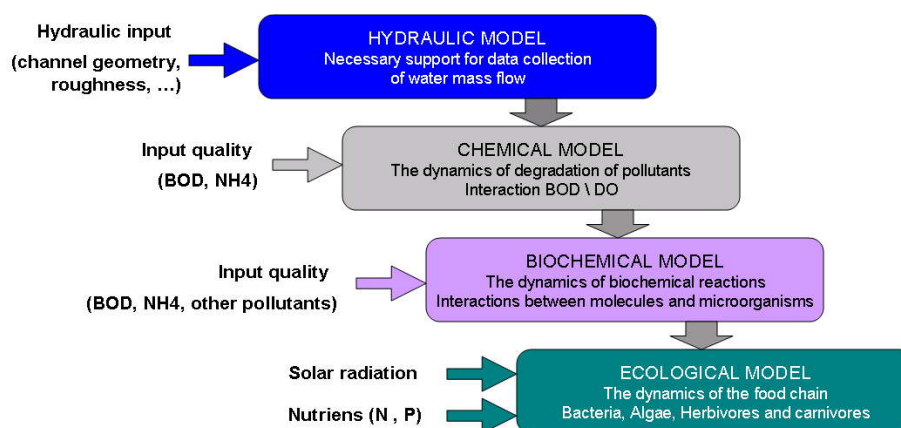 Hydraulic input
(channel geometry,
roughness, ...)
HYDRAULIC MODEL
Necessary support for data collection
of water mass flow
Input quality
(BOD, NH4)
CHEMICAL MODEL
The dynamics of degradation of pollutants
Interaction BOD \ DO
Input quality
(BOD, NH4, other pollutants)
BIOCHEMICAL MODEL
The dynamics of biochemical reactions
Interactions between molecules and microorganisms
Solar radiation
Nutriens (N , P)
ECOLOGICAL MODEL
The dynamics of the food chain
Bacteria, Algae, Herbivores and carnivores